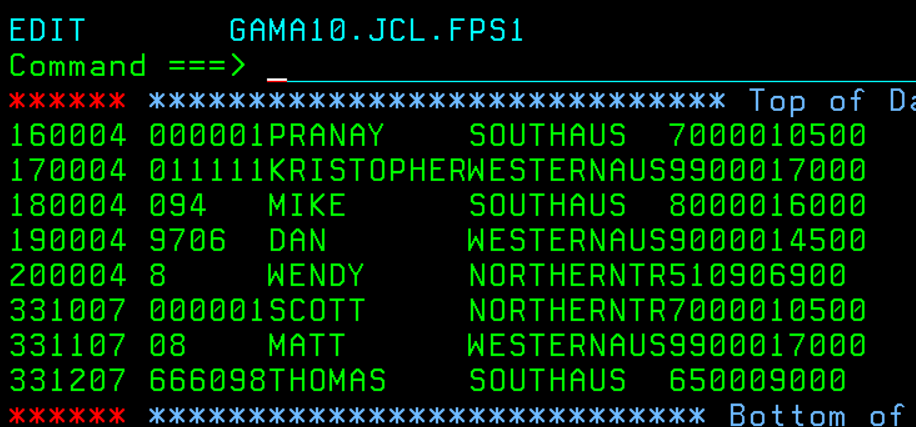 EDIT GAMA10.JCL.FPS1
Command ===> _
****** ***************************** Top of Da
160004 000001PRANAY    SOUTHAUS  7000010500
170004 011111KRISTOPHERWESTERNAUS9900017000
180004 094   MIKE      SOUTHAUS  8000016000
190004 9706  DAN       WESTERNAUS9000014500
200004 8     WENDY     NORTHERNTR510906900
331007 000001SCOTT     NORTHERNTR7000010500
331107 08    MATT      WESTERNAUS9900017000
331207 666098THOMAS    SOUTHAUS  650009000
****** **************************** Bottom of